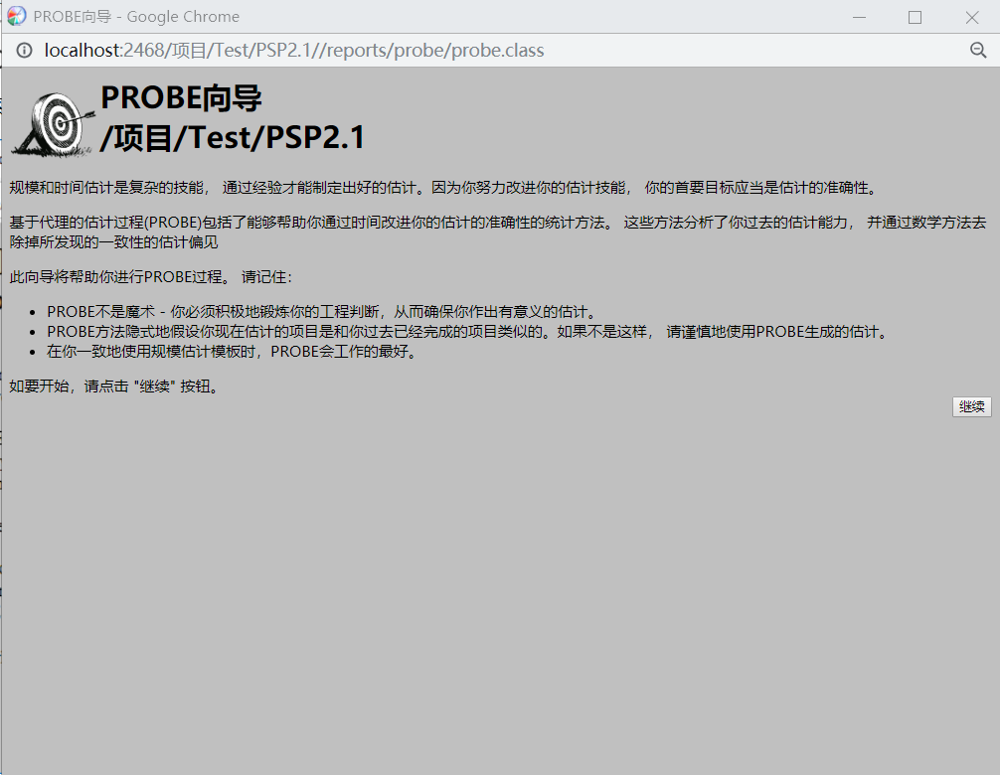 PROBE向导 - Google Chrome
localhost:2468/项目/Test/PSP2.1//reports/probe/probe.class
PROBE向导
/项目/Test/PSP2.1
规模和时间估计是复杂的技能， 通过经验才能制定出好的估计。因为你努力改进你的估计技能， 你的首要目标应当是估计的准确性。
基于代理的估计过程(PROBE)包括了能够帮助你通过时间改进你的估计的准确性的统计方法。 这些方法分析了你过去的估计能力， 并通过数学方法去
除掉所发现的一致性的估计偏见
此向导将帮助你进行PROBE过程。 请记住：
• PROBE不是魔术 - 你必须积极地锻炼你的工程判断，从而确保你作出有意义的估计。
• PROBE方法隐式地假设你现在估计的项目是和你过去已经完成的项目类似的。如果不是这样， 请谨慎地使用PROBE生成的估计。
• 在你一致地使用规模估计模板时，PROBE会工作的最好。
如要开始，请点击 "继续" 按钮。
继续